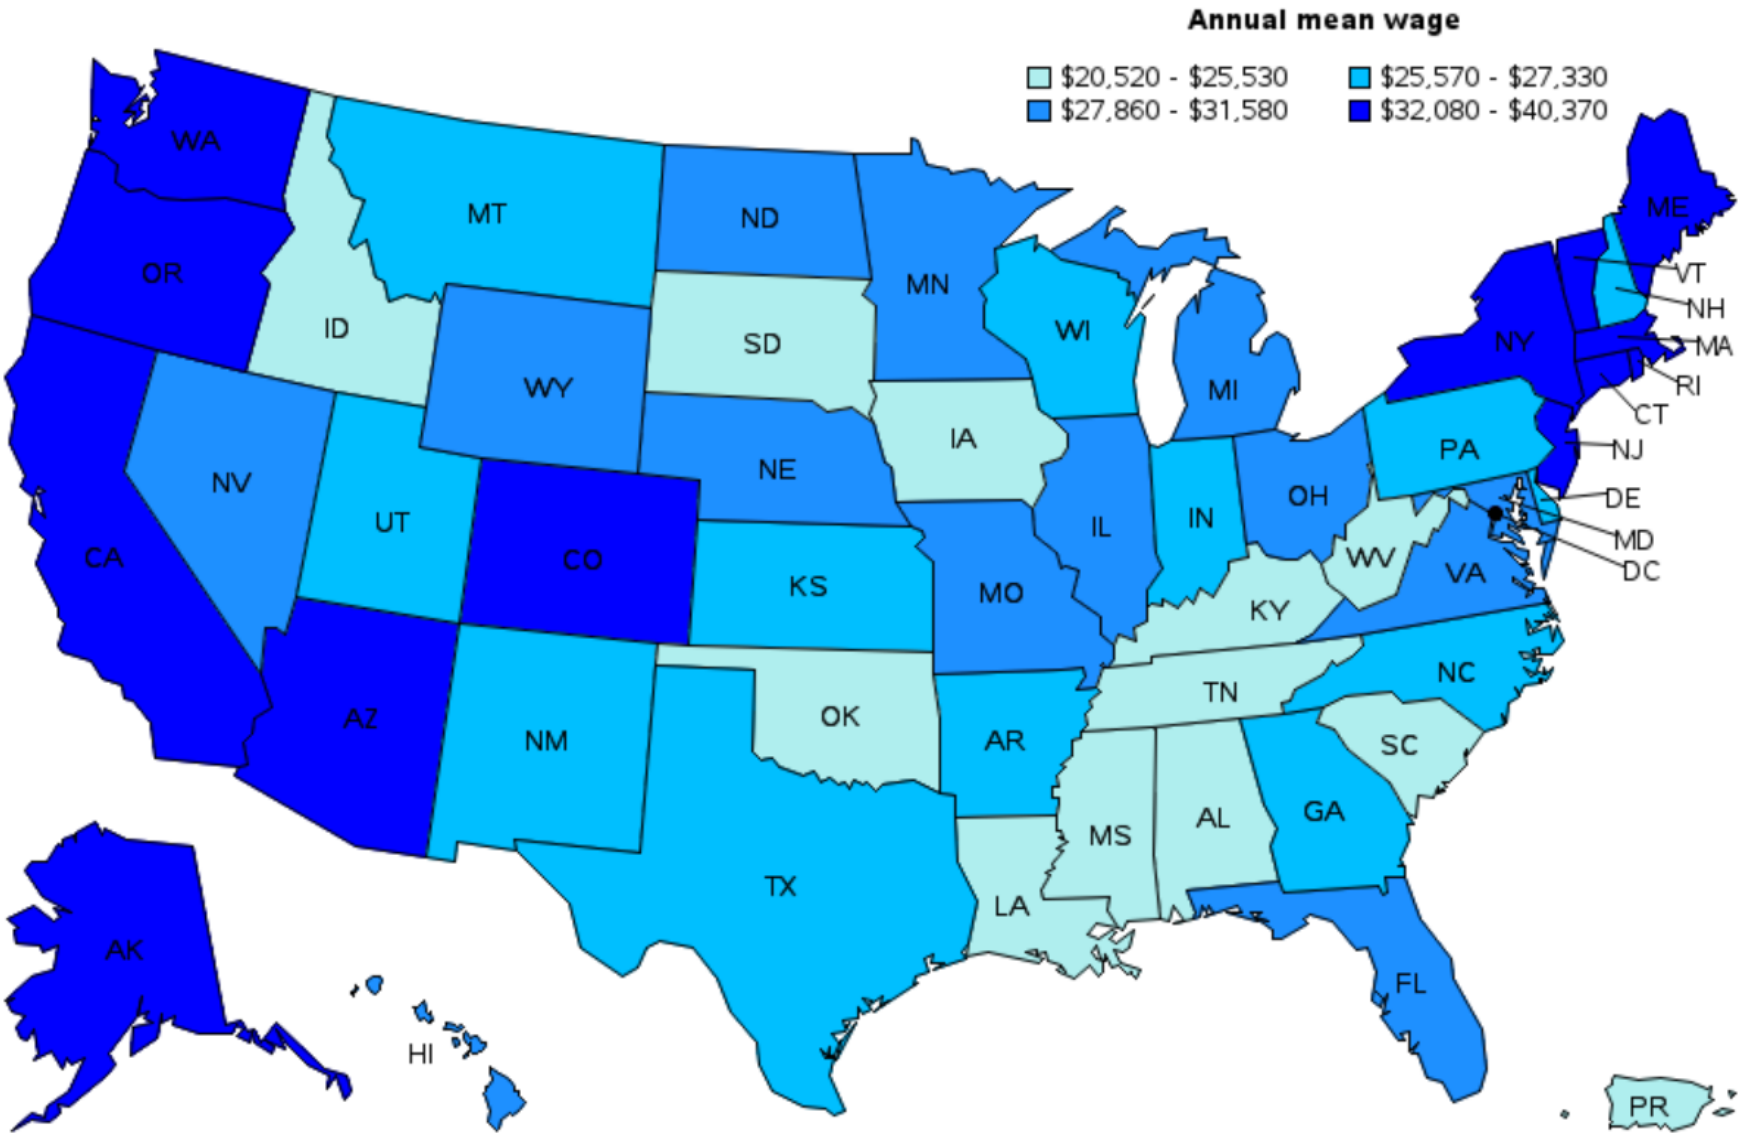 Annual mean wage
$20,520 - $25,530 $25,570 - $27,330
$27,860 - $31,580 $32,080 - $40,370
WA
ME
MT
ND
OR
VT
MN
NH
ID
WI
SD
NY
MA
WY
MI
RI
CT
IA
PA
NJ
NE
NV
OH
DE
UT
IN
IL
MD
CA
CO
WV
DC
VA
KS
MO
KY
NC
TN
AZ
OK
NM
AR
SC
GA
AL
MS
TX
LA
AK
FL
HI
PR